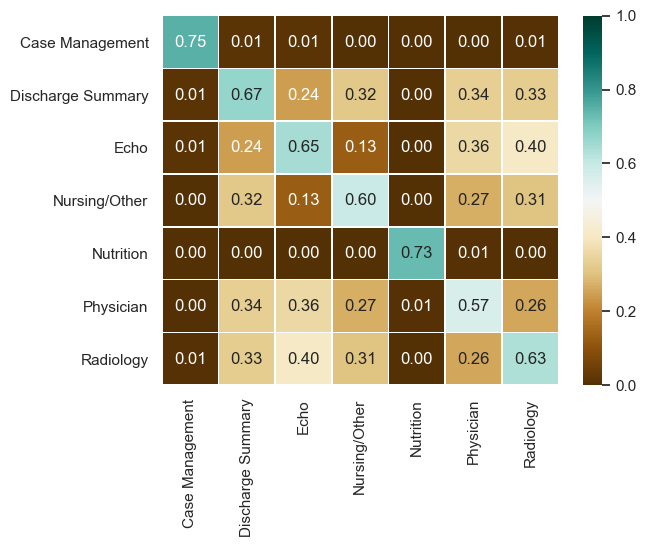 Case Management 0.75 0.01 0.01 0.00 0.00 0.00 0.01
Discharge Summary 0.01 0.67 0.24 0.32 0.00 0.34 0.33
Echo 0.01 0.24 0.65 0.13 0.00 0.36 0.40
Nursing/Other 0.00 0.32 0.13 0.60 0.00 0.27 0.31
Nutrition 0.00 0.00 0.00 0.00 0.73 0.01 0.00
Physician 0.00 0.34 0.36 0.27 0.01 0.57 0.26
Radiology 0.01 0.33 0.40 0.31 0.00 0.26 0.63
Case Management
Discharge Summary
Echo
Nursing/Other
Nutrition
Physician
Radiology
1.0
0.8
0.6
0.4
0.2
0.0